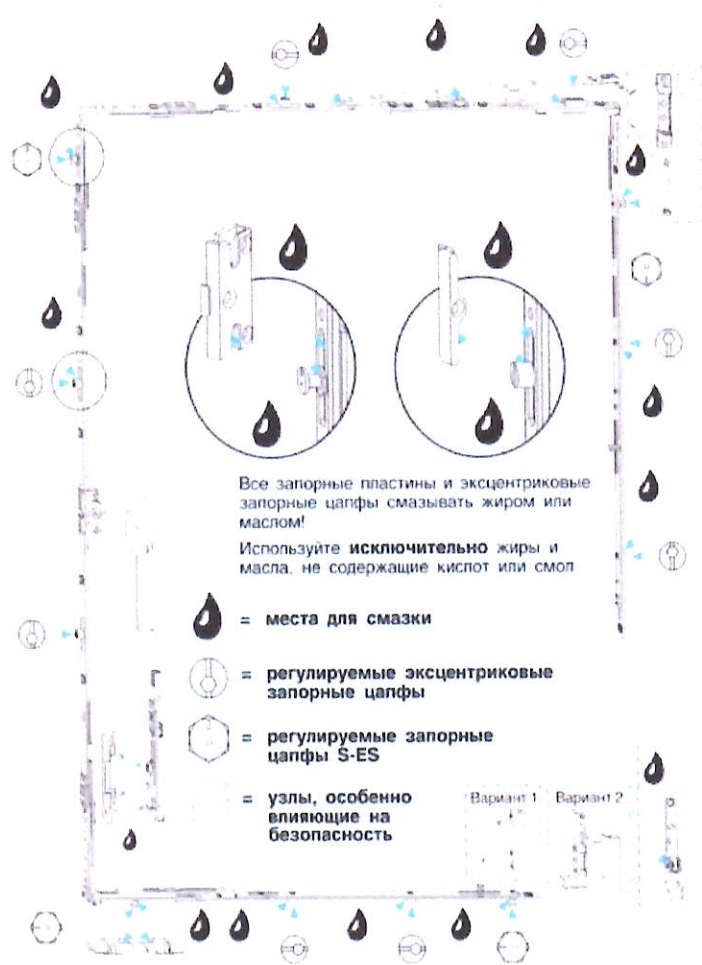 Все запорные пластины и эксцентриковые
запорные цапфы смазывать жиром или
маслом!
Используйте исключительно жиры и
масла, не содержащие кислот или смол
= места для смазки
= регулируемые эксцентриковые
запорные цапфы
= регулируемые запорные
цапфы S-ES
= узлы, особенно
влияющие на
безопасность
Вариант 1 Вариант 2